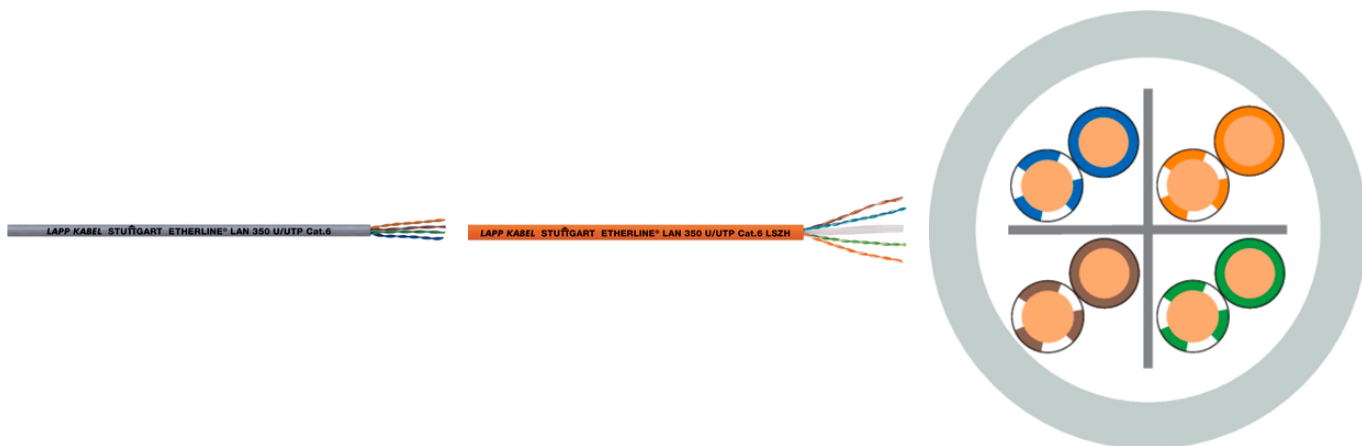 LAPP KABEL STUTTGART ETHERLINE® LAN 350 U/UTP Cat.6
LAPP KABEL STUTTGART ETHERLINE® LAN 350 U/UTP Cat.6 LSZH